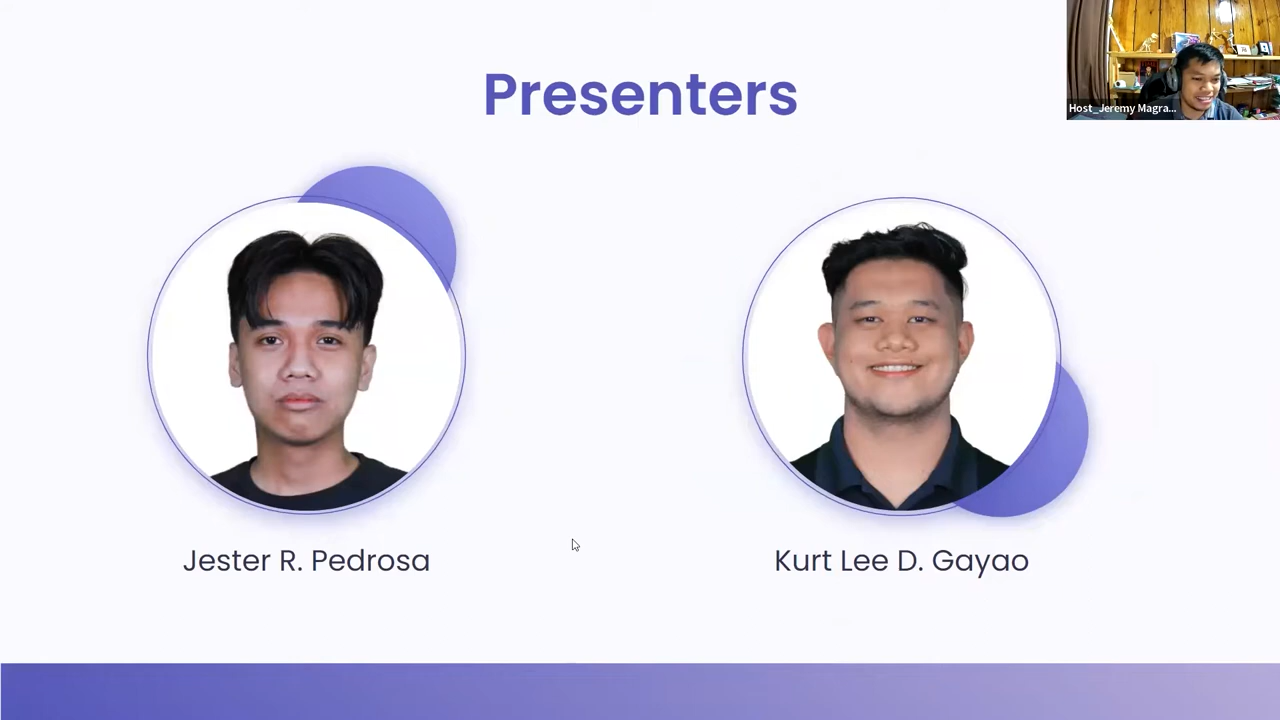 Presenters
Host_Jeremy Magra...
Jester R. Pedrosa
Kurt Lee D. Gayao